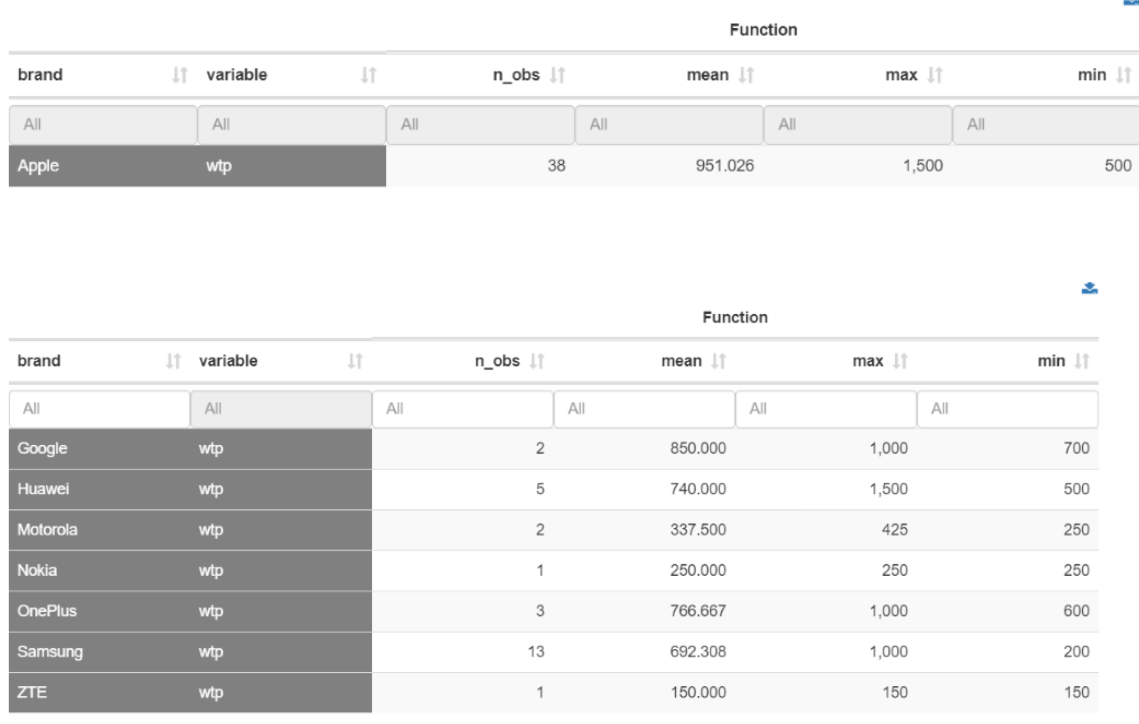 Function
brand variable n_obs mean max min
All All All All All All
Apple wtp 38 951.026 1,500 500
Function
brand variable n_obs mean max min
All All All All All All
Google wtp 2 850.000 1,000 700
Huawei wtp 5 740.000 1,500 500
Motorola wtp 2 337.500 425 250
Nokia wtp 1 250.000 250 250
OnePlus wtp 3 766.667 1,000 600
Samsung wtp 13 692.308 1,000 200
ZTE wtp 1 150.000 150 150